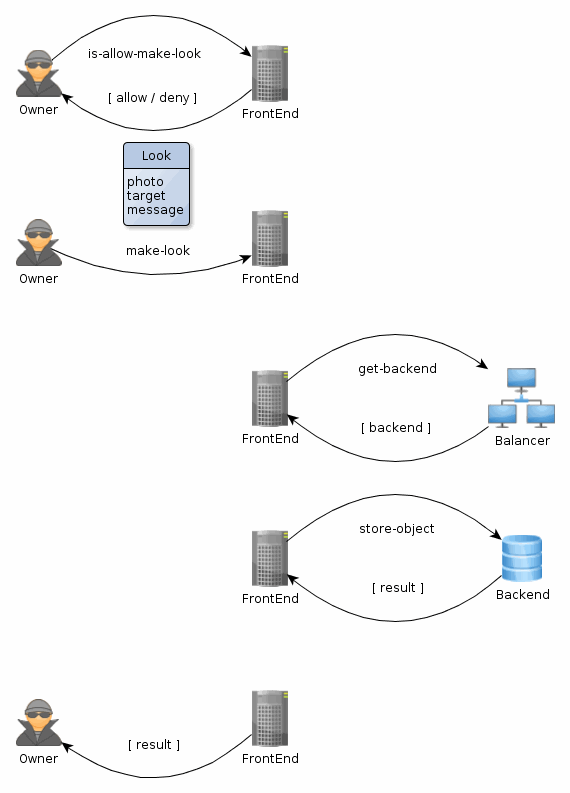 is-allow-make-look
[ allow / deny ]
Owner
FrontEnd
Look
photo
target
message
make-look
Owner
FrontEnd
get-backend
[ backend ]
FrontEnd
Balancer
store-object
[ result ]
FrontEnd
Backend
[ result ]
Owner
FrontEnd